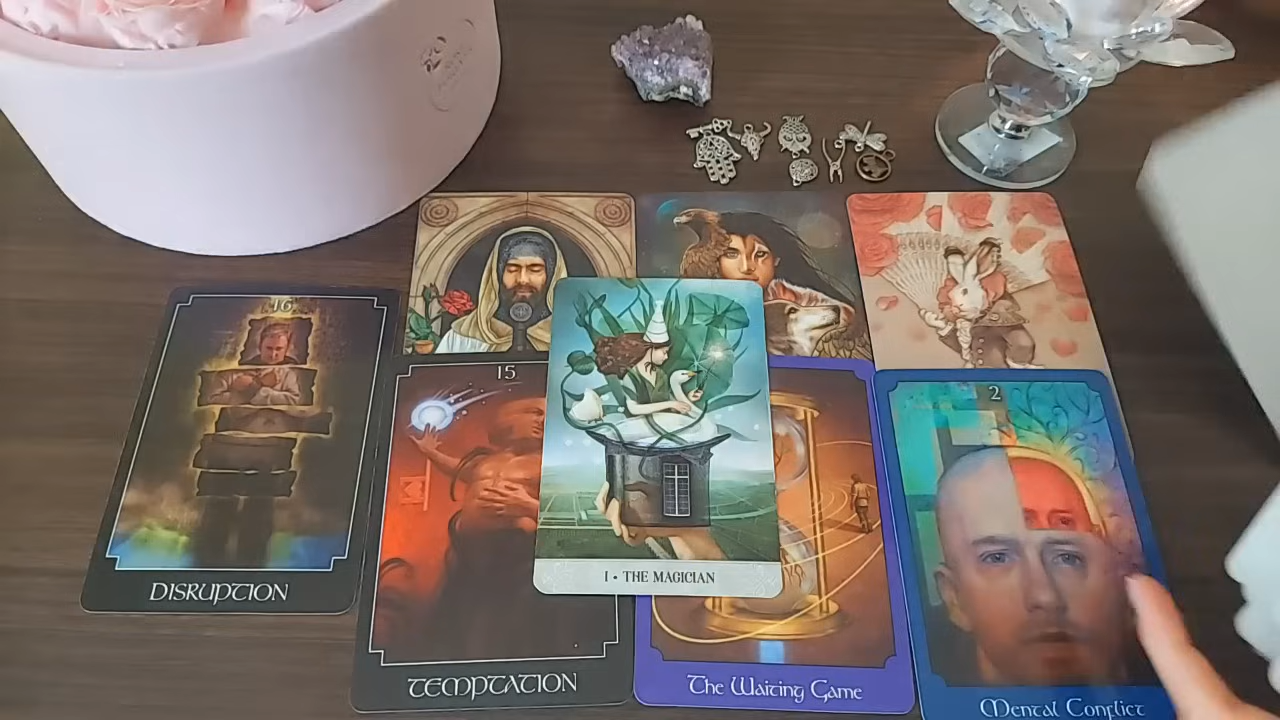 16
DISRUPTION
15
TEMPTATION
I • THE MAGICIAN
The Waiting Game
2
Mental Conflict